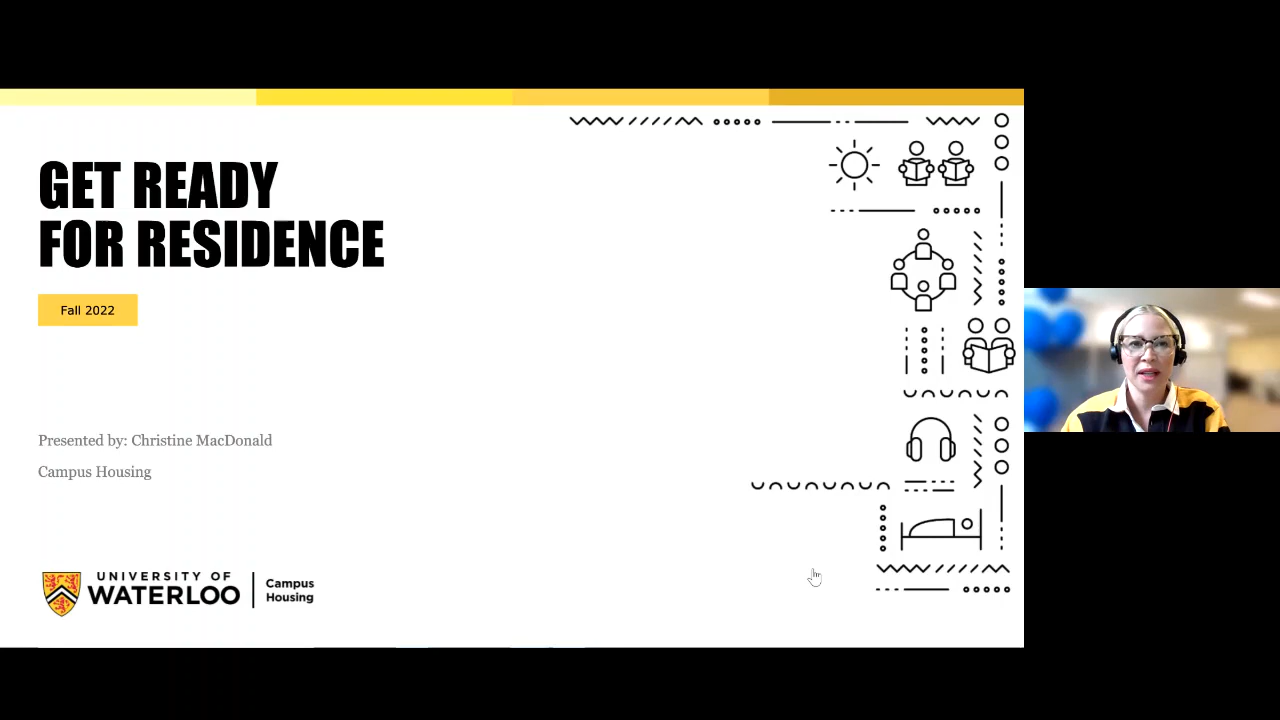 GET READY
FOR RESIDENCE
Fall 2022
Presented by: Christine MacDonald
Campus Housing
UNIVERSITY OF
WATERLOO
Campus
Housing